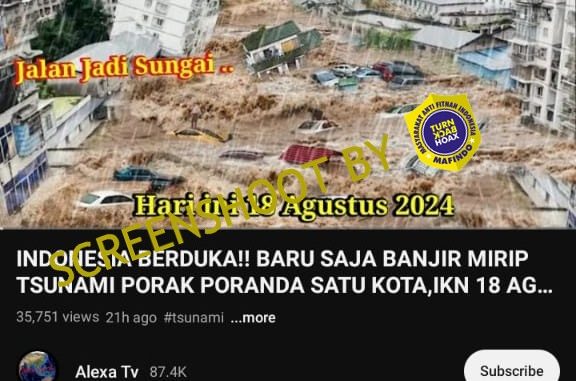 Jalan Jadi Sungai ..
MASYARAKAT ANTI FITNAH INDONESIA
TURN
BACK
HOAX
MAFINDO
SCREENSHOOT BY
Hari ini 18 Agustus 2024
INDONESIA BERDUKA!! BARU SAJA BANJIR MIRIP
TSUNAMI PORAK PORANDA SATU KOTA,IKN 18 AG...
35,751 views 21h ago #tsunami ...more
Alexa Tv 87.4K
Subscribe